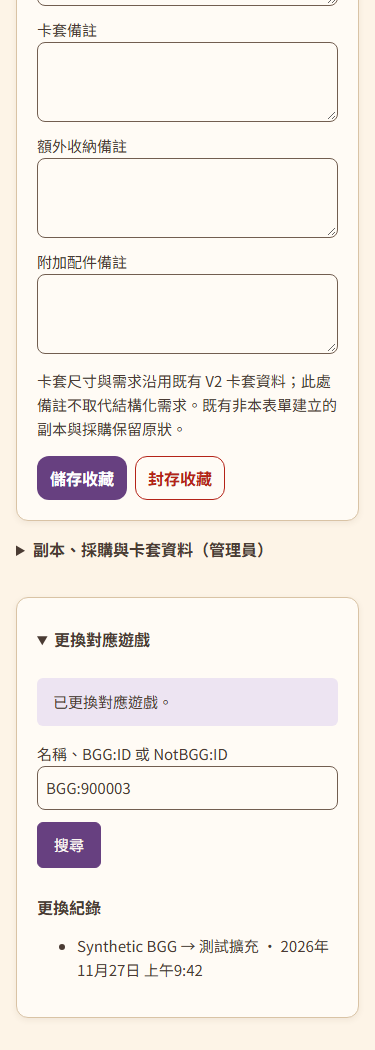 卡套備註
額外收納備註
附加配件備註
卡套尺寸與需求沿用既有 V2 卡套資料；此處
備註不取代結構化需求。既有非本表單建立的
副本與採購保留原狀。
儲存收藏
封存收藏
▶ 副本、採購與卡套資料（管理員）
▼ 更換對應遊戲
已更換對應遊戲。
名稱、BGG:ID 或 NotBGG:ID
BGG:900003
搜尋
更換紀錄
• Synthetic BGG → 測試擴充 · 2026年
11月27日 上午9:42